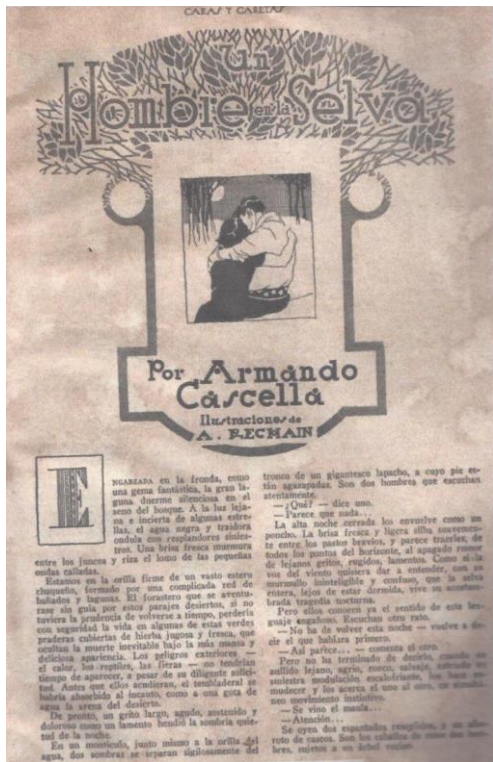 CARAS Y CARETAS
Un
Hombre en la Selva
Por Armando
Cascella
Ilustraciones de
A. RECHAIN
ENGARZADA en la fronda, como
una gema fantástica, la gran la-
guna duerme silenciosa en el
seno del bosque. A la luz leja-
na e incierta de algunas estre-
llas, el agua negra y traidora
ondula con resplandores sinies-
tros. Una brisa fresca murmura
entre los juncos y riza el lomo de las pequeñas
ondas calladas.
Estamos en la orilla firme de un vasto estero
chaqueño, formado por una complicada red de
bañados y lagunas. El forastero que se aventu-
rase sin guía por estos parajes desiertos, si no
tuviera la prudencia de volverse a tiempo, perdería
con seguridad la vida en algunas de estas verdes
praderas cubiertas de hierba jugosa y fresca, que
ocultan la muerte inevitable bajo la más mansa y
deliciosa apariencia. Los peligros exteriores —
el calor, los reptiles, las fieras — no tendrían
tiempo de aparecer, a pesar de su diligente solici-
tud. Antes que ellos acudieran, el tembladeral se
habría absorbido al incauto, como a una gota de
agua la arena del desierto.
De pronto, un grito largo, agudo, sostenido y
doloroso como un lamento hendió la sombría quie-
tud de la noche.
En un montículo, junto mismo a la orilla del
agua, dos sombras se separan sigilosamente del
tronco de un gigantesco lapacho, a cuyo pie es-
tán agazapadas. Son dos hombres que escuchan
atentamente.
— ¿Qué? — dice uno.
— Parece que nada...
La alta noche cerrada los envuelve como un
poncho. La brisa fresca y ligera silba suavemen-
te entre los pastos bravíos, y parece traerles, de
todos los puntos del horizonte, el apagado rumor
de lejanos gritos, rugidos, lamentos. Como si la
voz del viento quisiera dar a entender, con su
murmullo ininteligible y confuso, que la selva
entera, lejos de estar dormida, vive su acostum-
brada tragedia nocturna.
Pero ellos conocen ya el sentido de este len-
guaje engañoso. Escuchan otro rato.
— No ha de volver esta noche — vuelve a de-
cir el que hablara primero.
— Así parece... — comenta el otro.
Pero no ha terminado de decirlo, cuando un
aullido lejano, agrio, ronco, salvaje, de
siniestra modulación escalofriante, los hace en-
mudecer y los acerca el uno al otro en
neo movimiento instintivo.
— Se vino el manía...
— Atención...
Se oyen dos espantados resoplidos, y un
roto de cascos. Son los caballos de esos dos hom-
bres, sujetos a un árbol vecino.